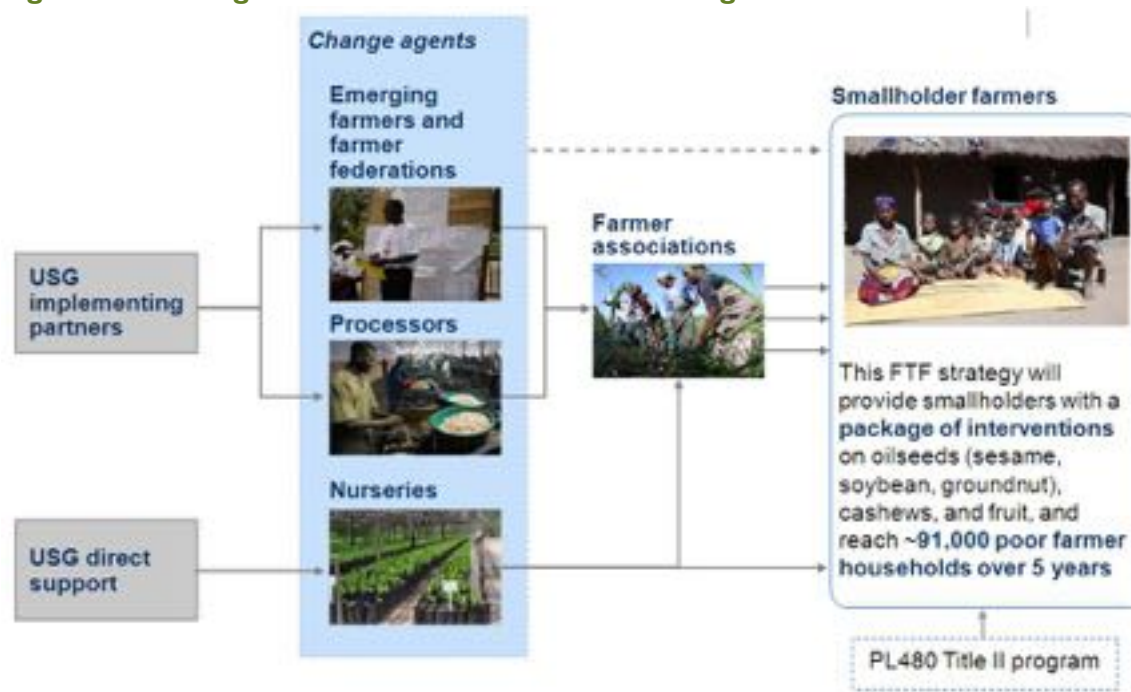 Change agents
Emerging
farmers and
farmer
federations
Smallholder farmers
Farmer
associations
USG
implementing
partners
Processors
This FTF strategy will
provide smallholders with a
package of interventions
on oilseeds (sesame,
soybean, groundnut),
cashews, and fruit, and
reach ~91,000 poor farmer
households over 5 years
Nurseries
USG direct
support
PL480 Title II program